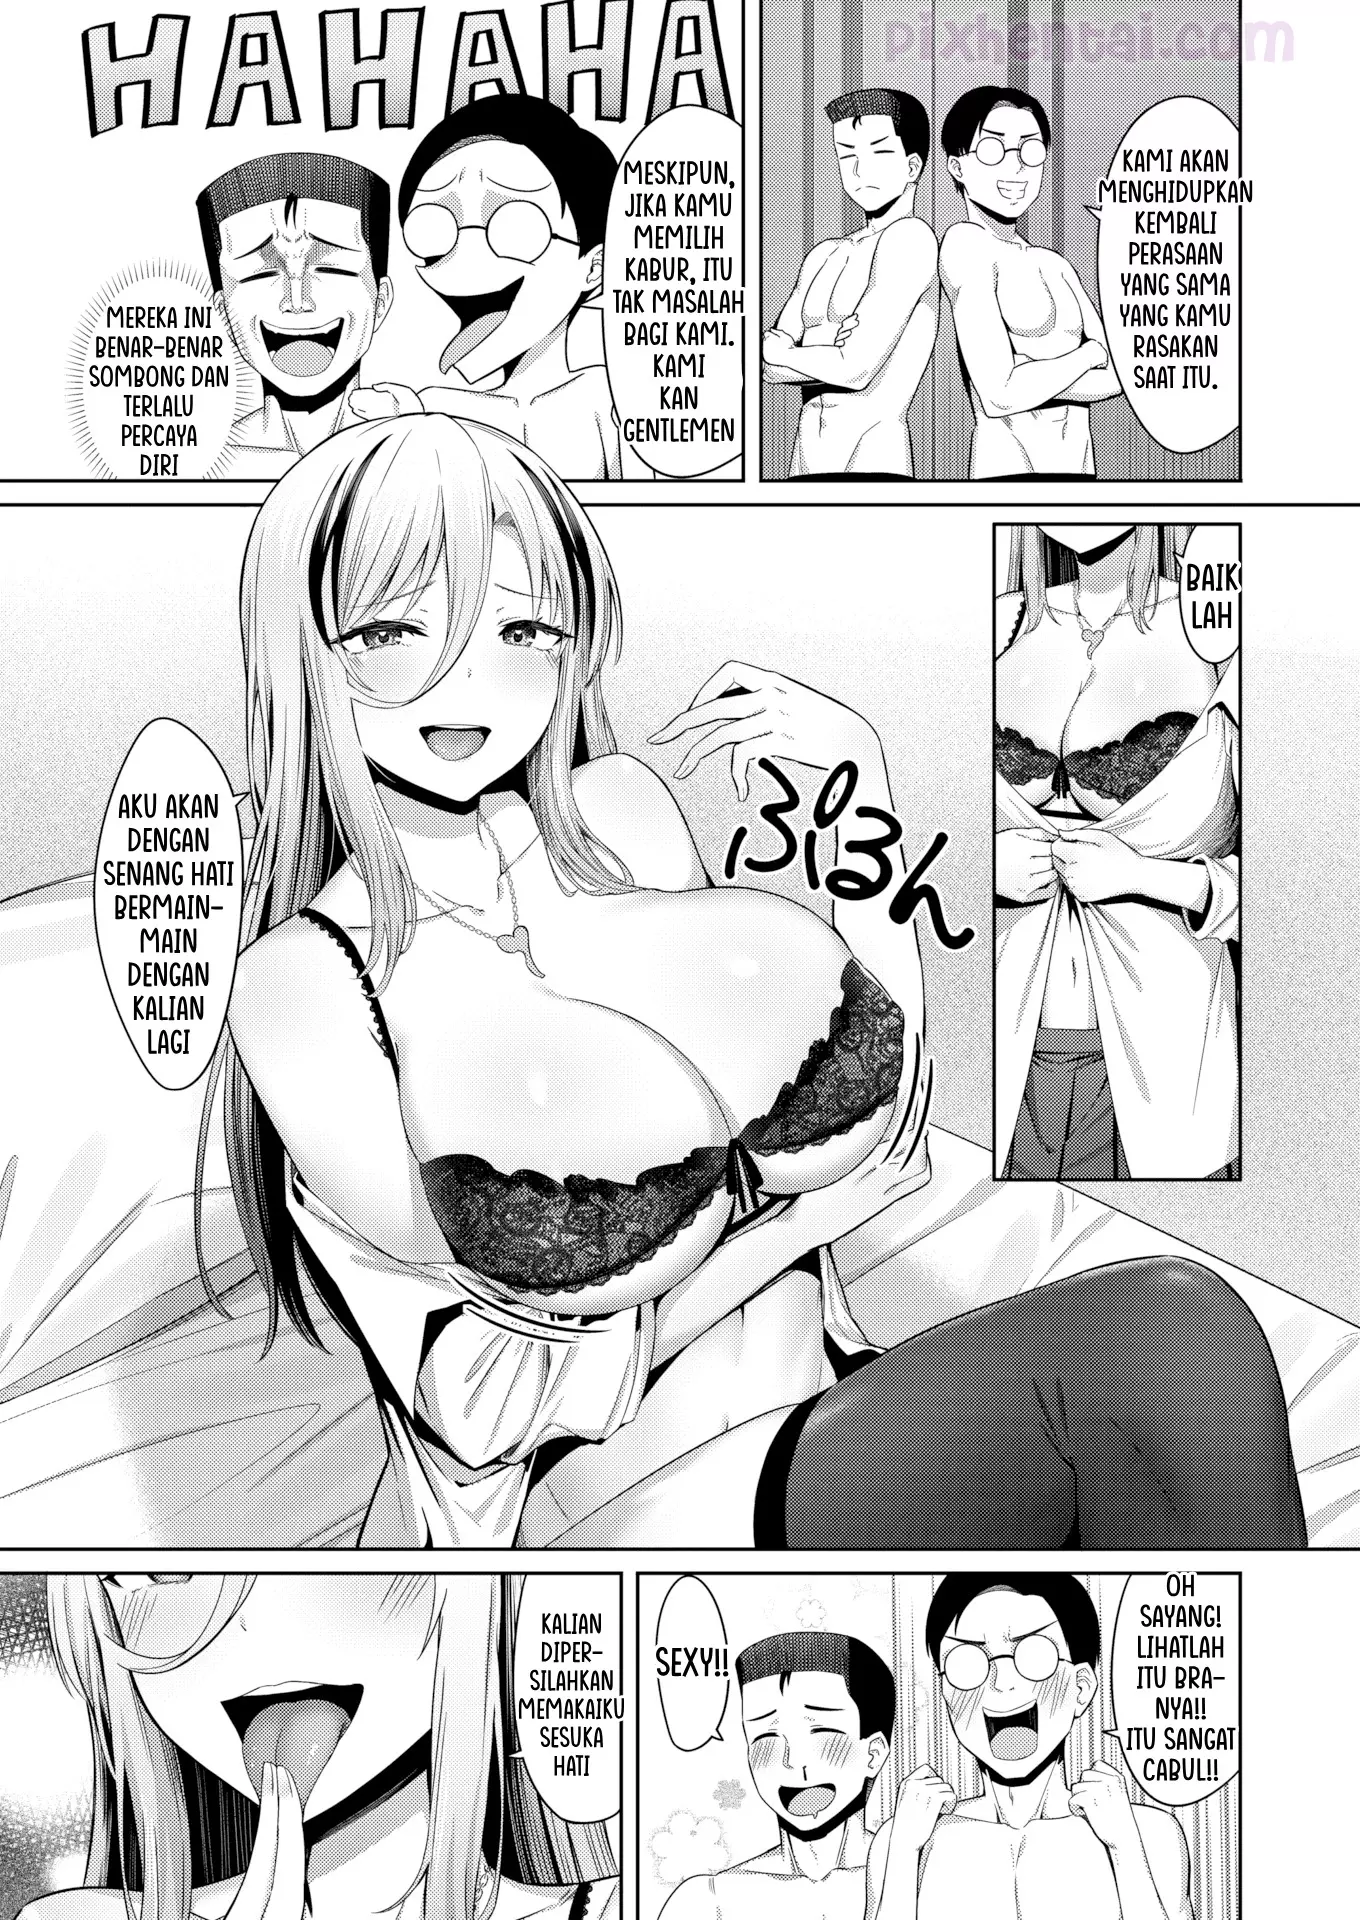 pixhentai.com
KAMI AKAN
MENGHIDUPKAN
KEMBALI
PERASAAN
YANG SAMA
YANG KAMU
RASAKAN
SAAT ITU.
HAHAHA
MESKIPUN,
JIKA KAMU
MEMILIH
KABUR, ITU
TAK MASALAH
BAGI KAMI.
KAMI
KAN
GENTLEMEN
MEREKA INI
BENAR-BENAR
SOMBONG DAN
TERLALU
PERCAYA
DIRI
BAIK
LAH
ぷるん
AKU AKAN
DENGAN
SENANG HATI
BERMAIN-
MAIN
DENGAN
KALIAN
LAGI
OH
SAYANG!
LIHATLAH
ITU BRA-
NYA!!
ITU SANGAT
CABUL!!
SEXY!!
KALIAN
DIPER-
SILAHKAN
MEMAKAIKU
SESUKA
HATI